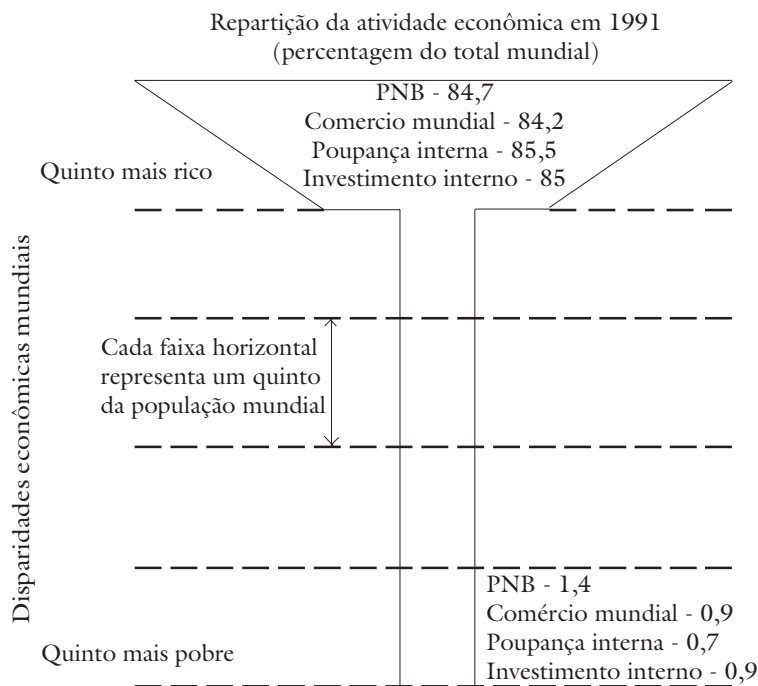 Repartição da atividade econômica em 1991
(percentagem do total mundial)
PNB - 84,7
Comercio mundial - 84,2
Poupança interna - 85,5
Investimento interno - 85
Quinto mais rico
Disparidades econômicas mundiais
Cada faixa horizontal
representa um quinto
da população mundial
PNB - 1,4
Comércio mundial - 0,9
Poupança interna - 0,7
Investimento interno - 0,9
Quinto mais pobre